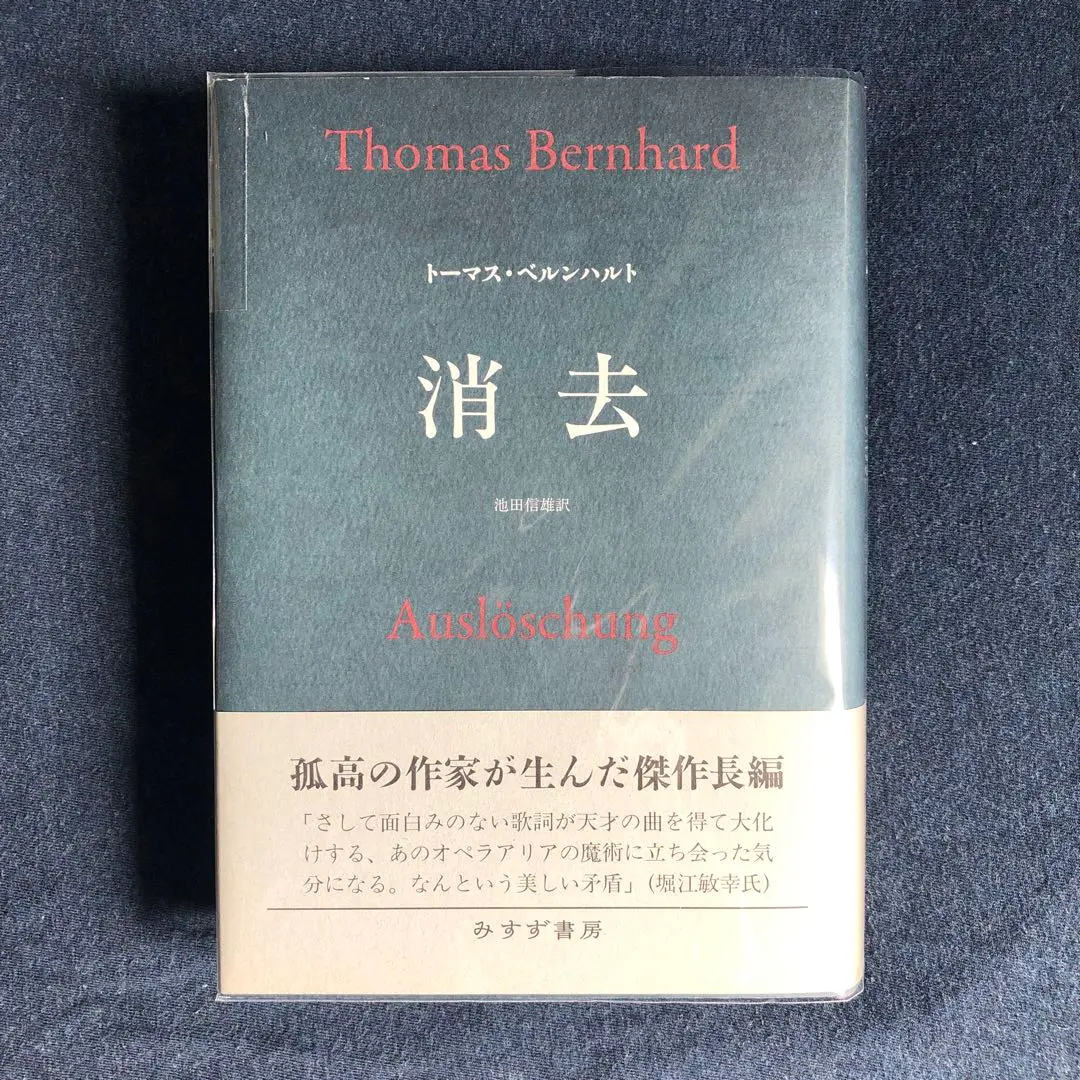 Thomas Bernhard
トーマス・ベルンハルト
消去
池田信雄訳
Auslöschung
孤高の作家が生んだ傑作長編
「さして面白みのない歌詞が天才の曲を得て大化
けする、あのオペラアリアの魔術に立ち会った気
分になる。なんという美しい矛盾」(堀江敏幸氏)
みすず書房